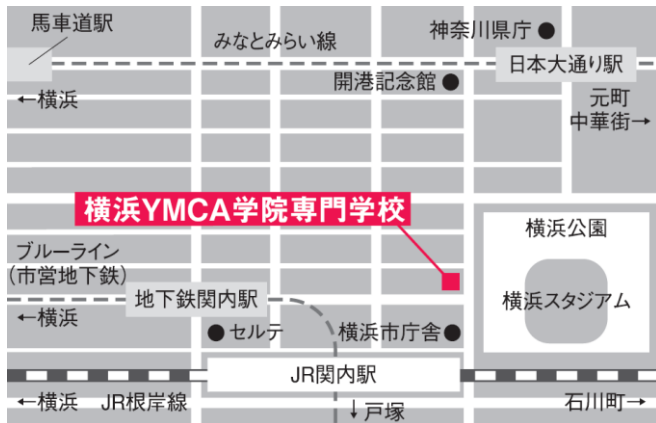 馬車道駅
みなとみらい線
神奈川県庁
日本大通り駅
←横浜
開港記念館
元町
中華街→
横浜YMCA学院専門学校
横浜公園
ブルーライン
(市営地下鉄)
地下鉄関内駅
横浜スタジアム
←横浜
セルテ
横浜市庁舎
JR関内駅
←横浜
JR根岸線
↓戸塚
石川町→